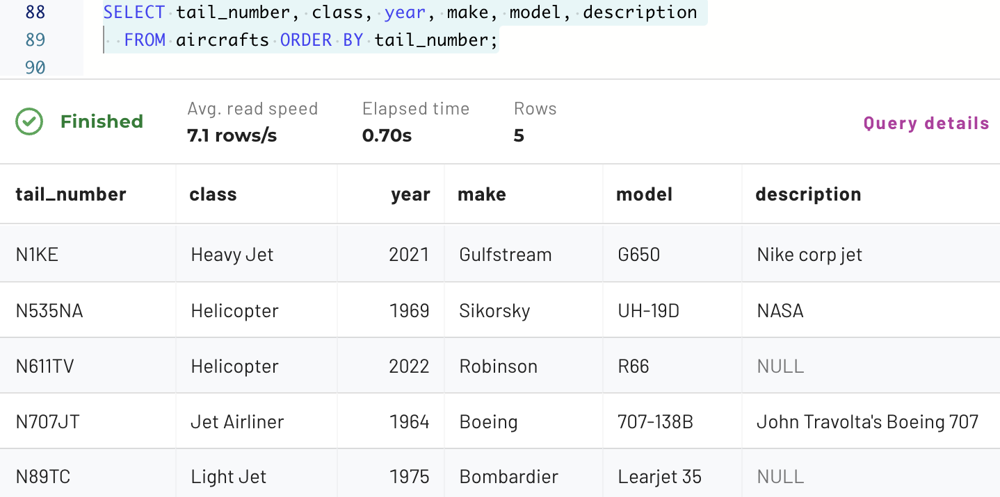 88 SELECT tail_number, class, year, make, model, description
89 FROM aircrafts ORDER BY tail_number;
90
Finished
Avg. read speed Elapsed time Rows
7.1 rows/s 0.70s 5
Query details
tail_number class year make model description
N1KE Heavy Jet 2021 Gulfstream G650 Nike corp jet
N535NA Helicopter 1969 Sikorsky UH-19D NASA
N611TV Helicopter 2022 Robinson R66 NULL
N707JT Jet Airliner 1964 Boeing 707-138B John Travolta's Boeing 707
N89TC Light Jet 1975 Bombardier Learjet 35 NULL